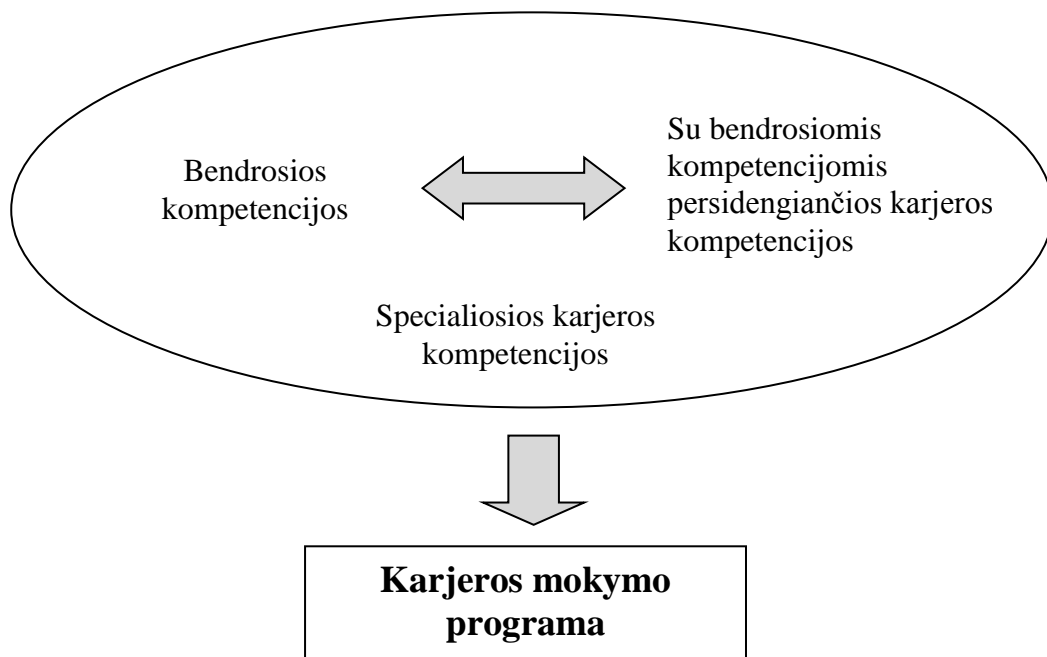 Bendrosios
kompetencijos
Su bendrosiomis
kompetencijomis
persidengiančios karjeros
kompetencijos
Specialiosios karjeros
kompetencijos
Karjeros mokymo
programa